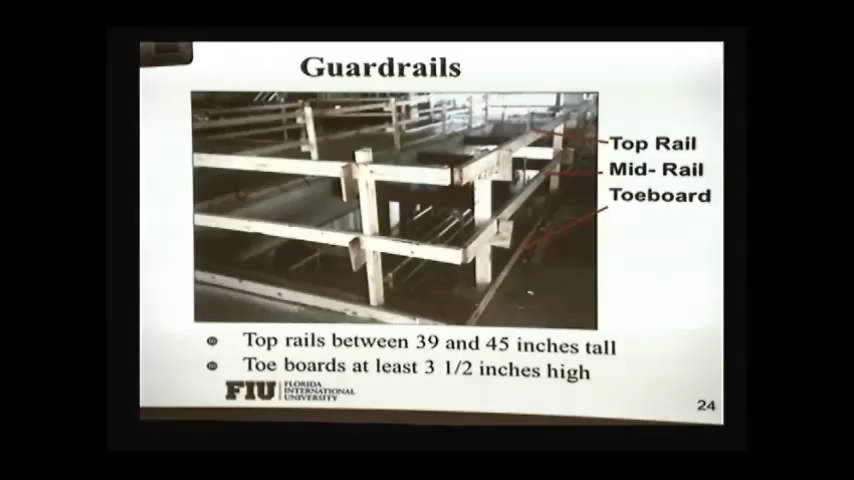 Guardrails
Top Rail
Mid- Rail
Toeboard
Top rails between 39 and 45 inches tall
Toe boards at least 3 1/2 inches high
FIU
FLORIDA
INTERNATIONAL
UNIVERSITY
24